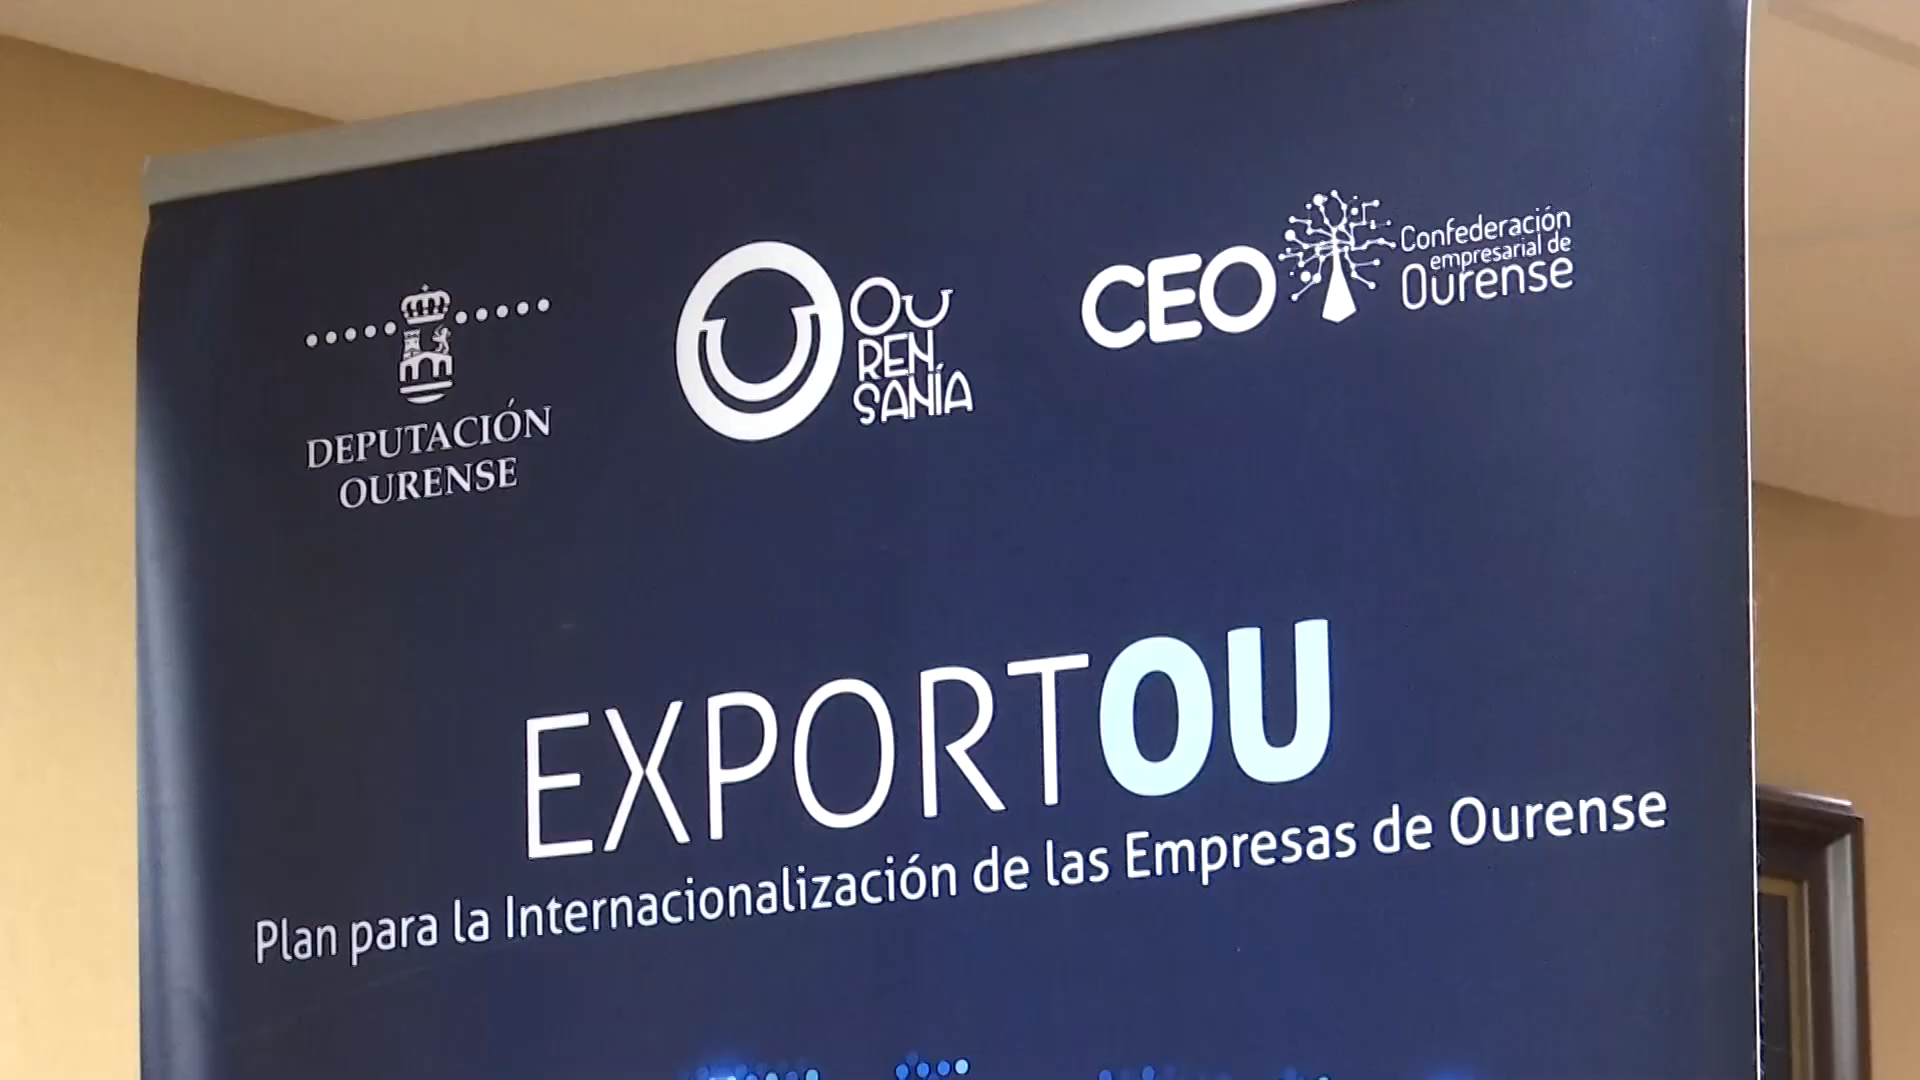 DEPUTACIÓN
OURENSE
OU
REN
SANÍA
CEO
Confederación
empresarial de
Ourense
EXPORTOU
Plan para la Internacionalización de las Empresas de Ourense